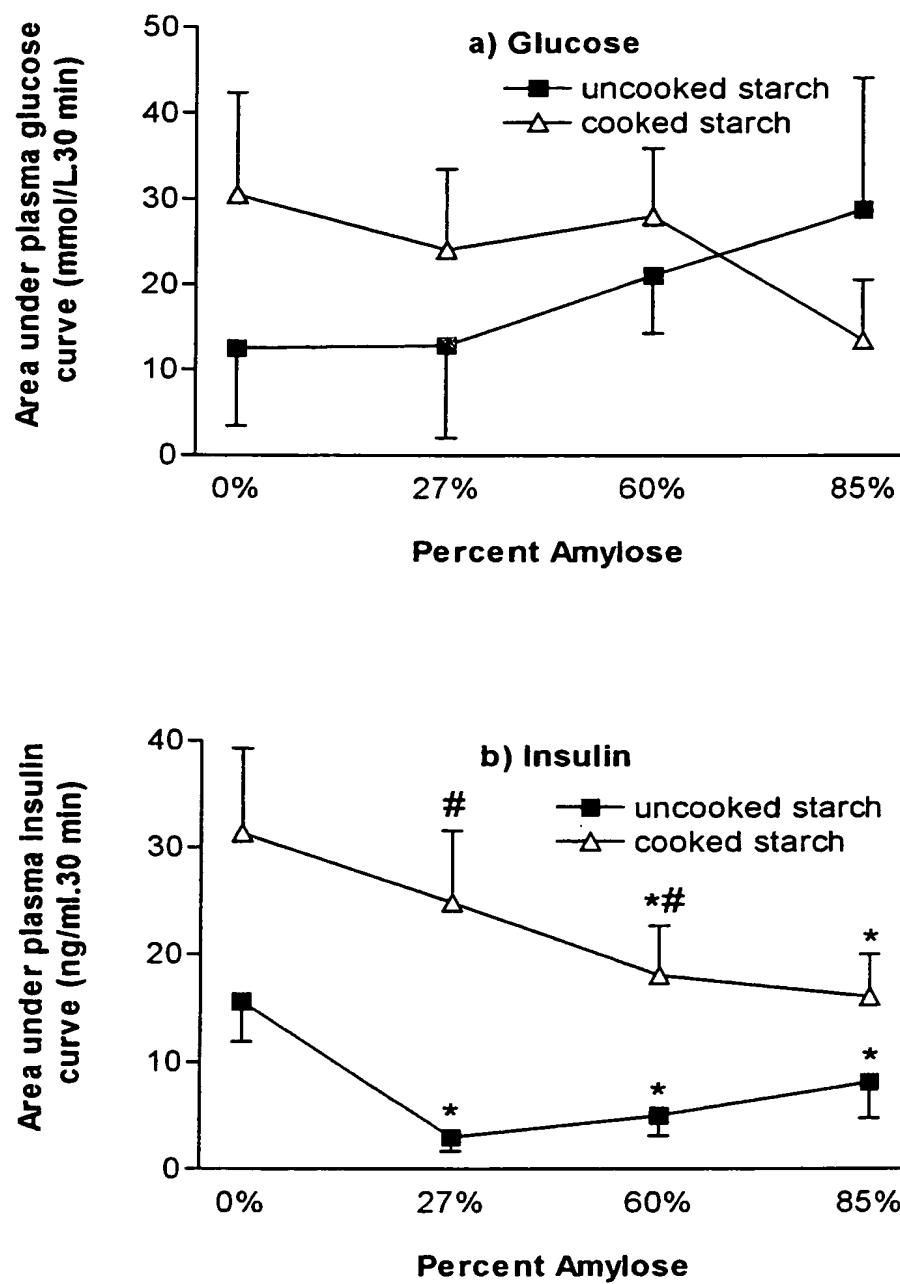 a) Glucose
uncooked starch
cooked starch
Area under plasma glucose
curve (mmol/L.30 min)
50
40
30
20
10
0
0% 27% 60% 85%
Percent Amylose
b) Insulin
uncooked starch
cooked starch
Area under plasma insulin
curve (ng/ml.30 min)
40
30
20
10
0
#
*#
*
*
*
*
0% 27% 60% 85%
Percent Amylose